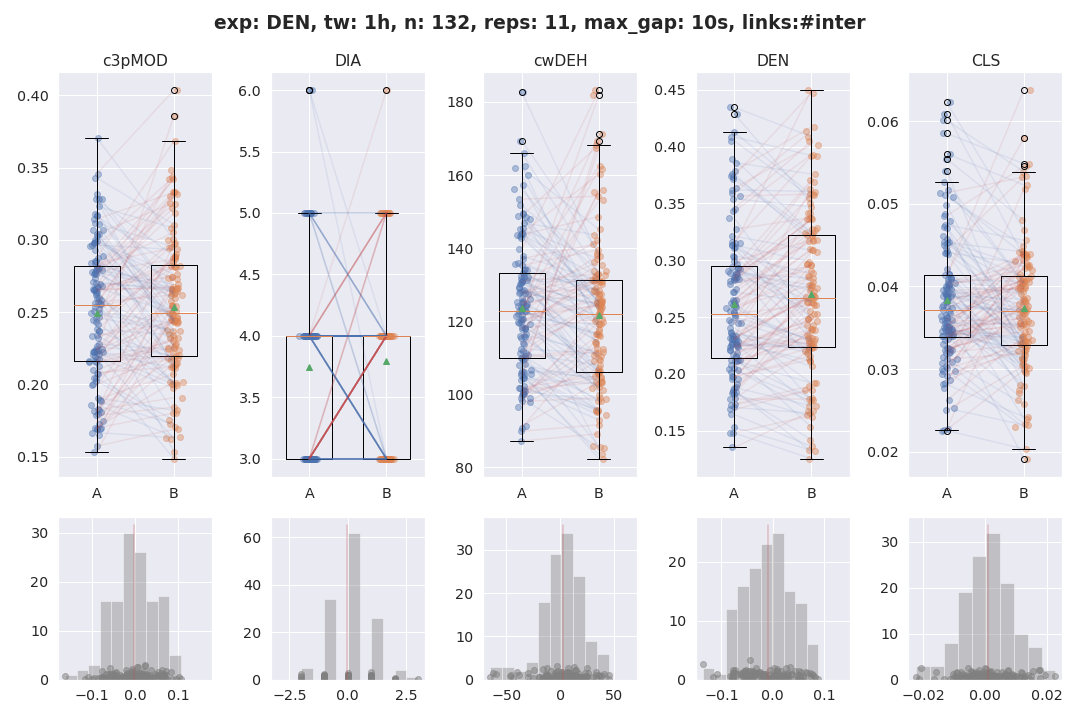 exp: DEN, tw: 1h, n: 132, reps: 11, max_gap: 10s, links:#inter
c3pMOD DIA cwDEH DEN CLS
0.40 6.0 180 0.45 0.06
0.35 5.5 160 0.40 0.05
0.30 5.0 140 0.35 0.04
0.25 4.5 120 0.30 0.03
0.20 4.0 100 0.25 0.02
0.15 3.5 80 0.20
3.0 0.15
A B A B A B A B A B
30 60 30 20 30
20 40 20 10 20
10 20 10 0 10
0 0 0 0
−0.1 0.0 0.1 −2.5 0.0 2.5 −50 0 50 −0.1 0.0 0.1 −0.02 0.00 0.02